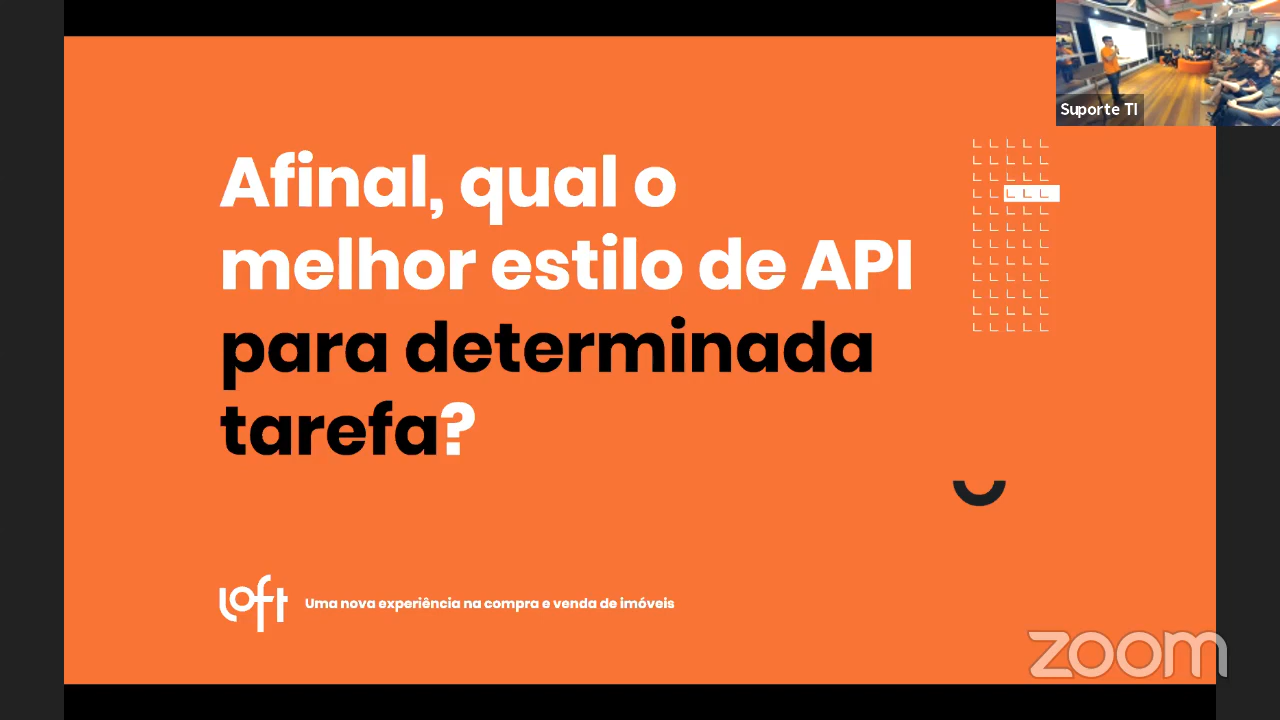 Afinal, qual o
melhor estilo de API
para determinada
tarefa?
loft
Uma nova experiência na compra e venda de imóveis
Suporte TI
zoom